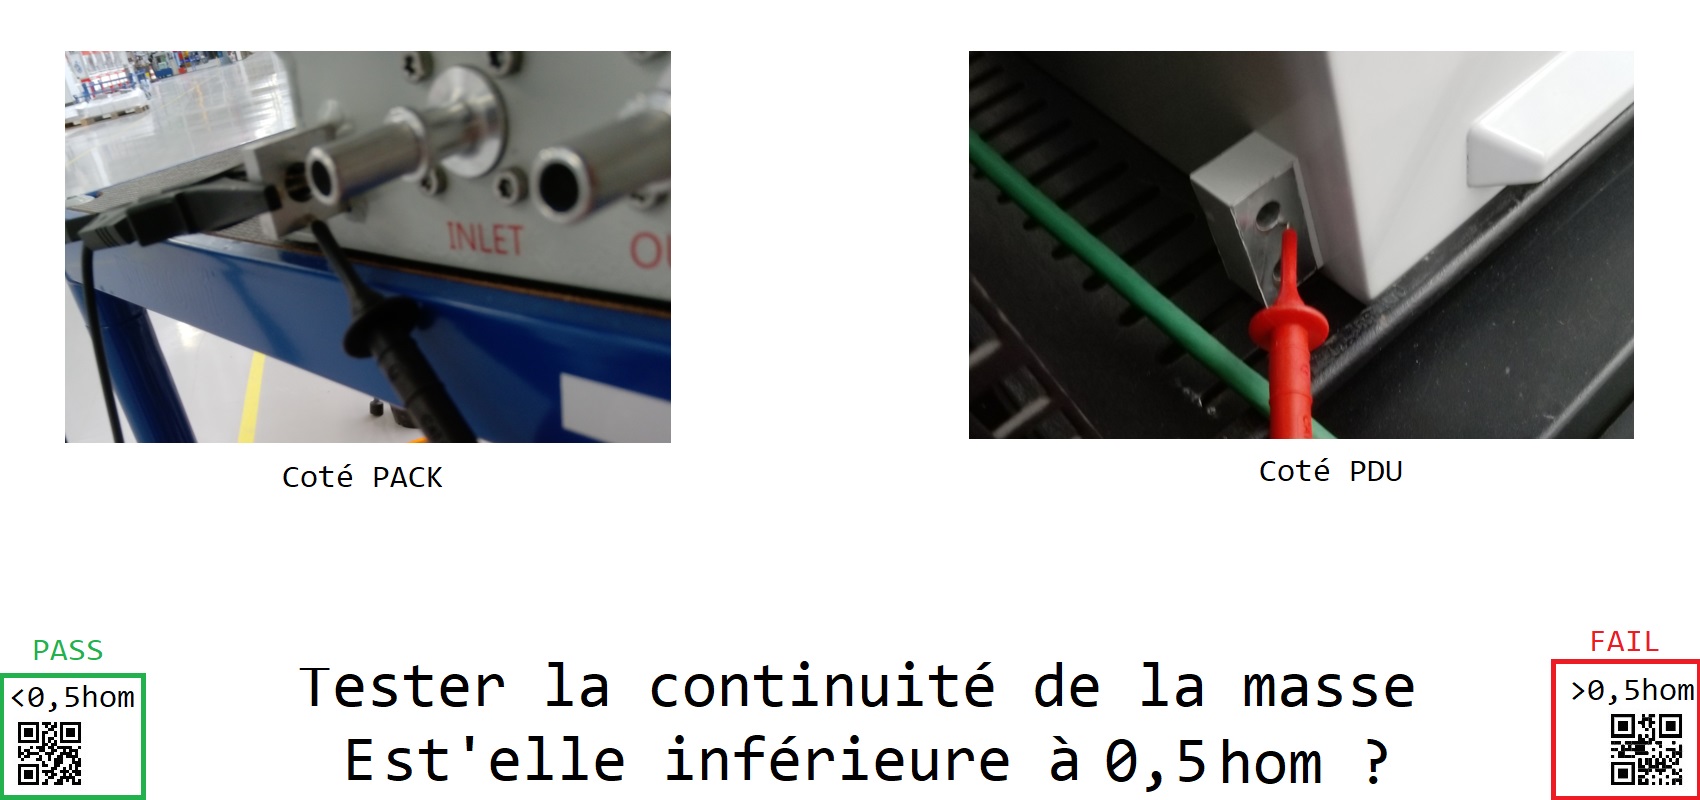 INLET
Coté PACK
Coté PDU
PASS
<0,5hom
FAIL
>0,5hom
Tester la continuité de la masse
Est'elle inférieure à 0,5hom ?